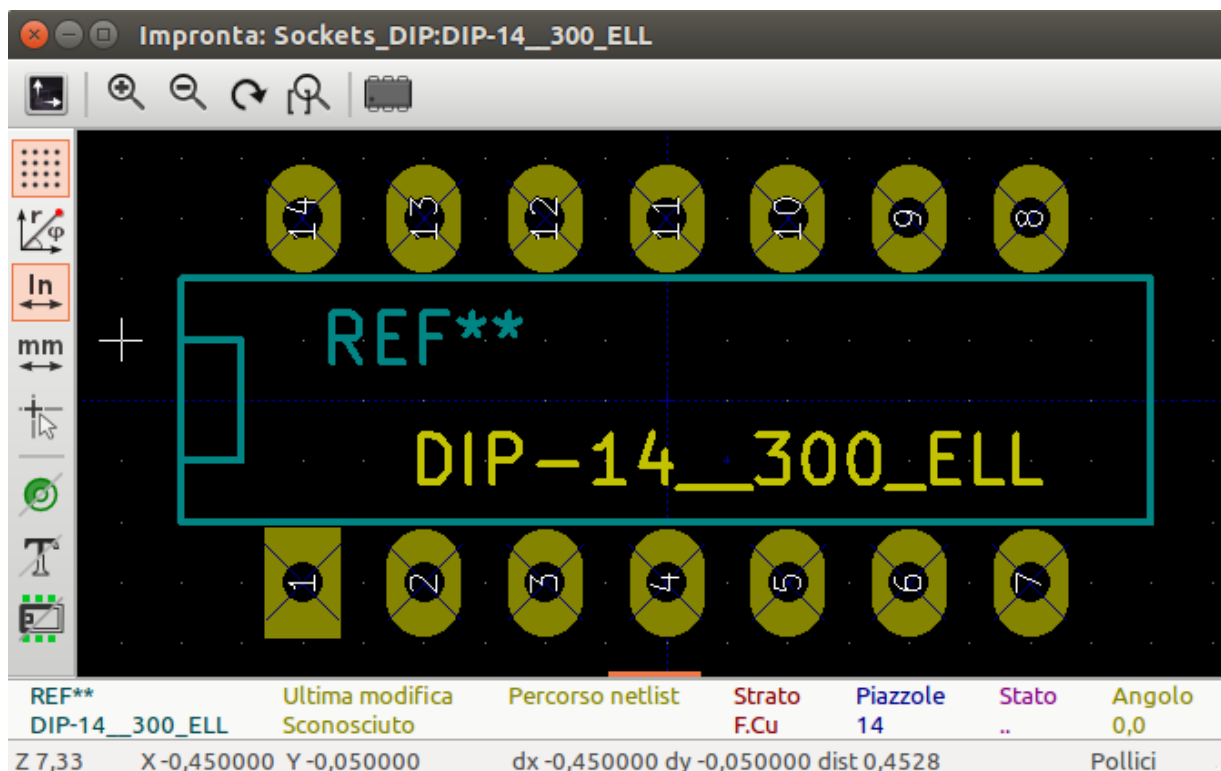 Impronta: Sockets_DIP:DIP-14__300_ELL
14 13 12 11 10 9 8
In
mm
r
φ
REF**
DIP-14__300_ELL
1 2 3 4 5 6 7
T
REF** Ultima modifica Percorso netlist Strato Piazzole Stato Angolo
DIP-14__300_ELL Sconosciuto F.Cu 14 .. 0,0
Z 7,33 X -0,450000 Y -0,050000 dx -0,450000 dy -0,050000 dist 0,4528 Pollici